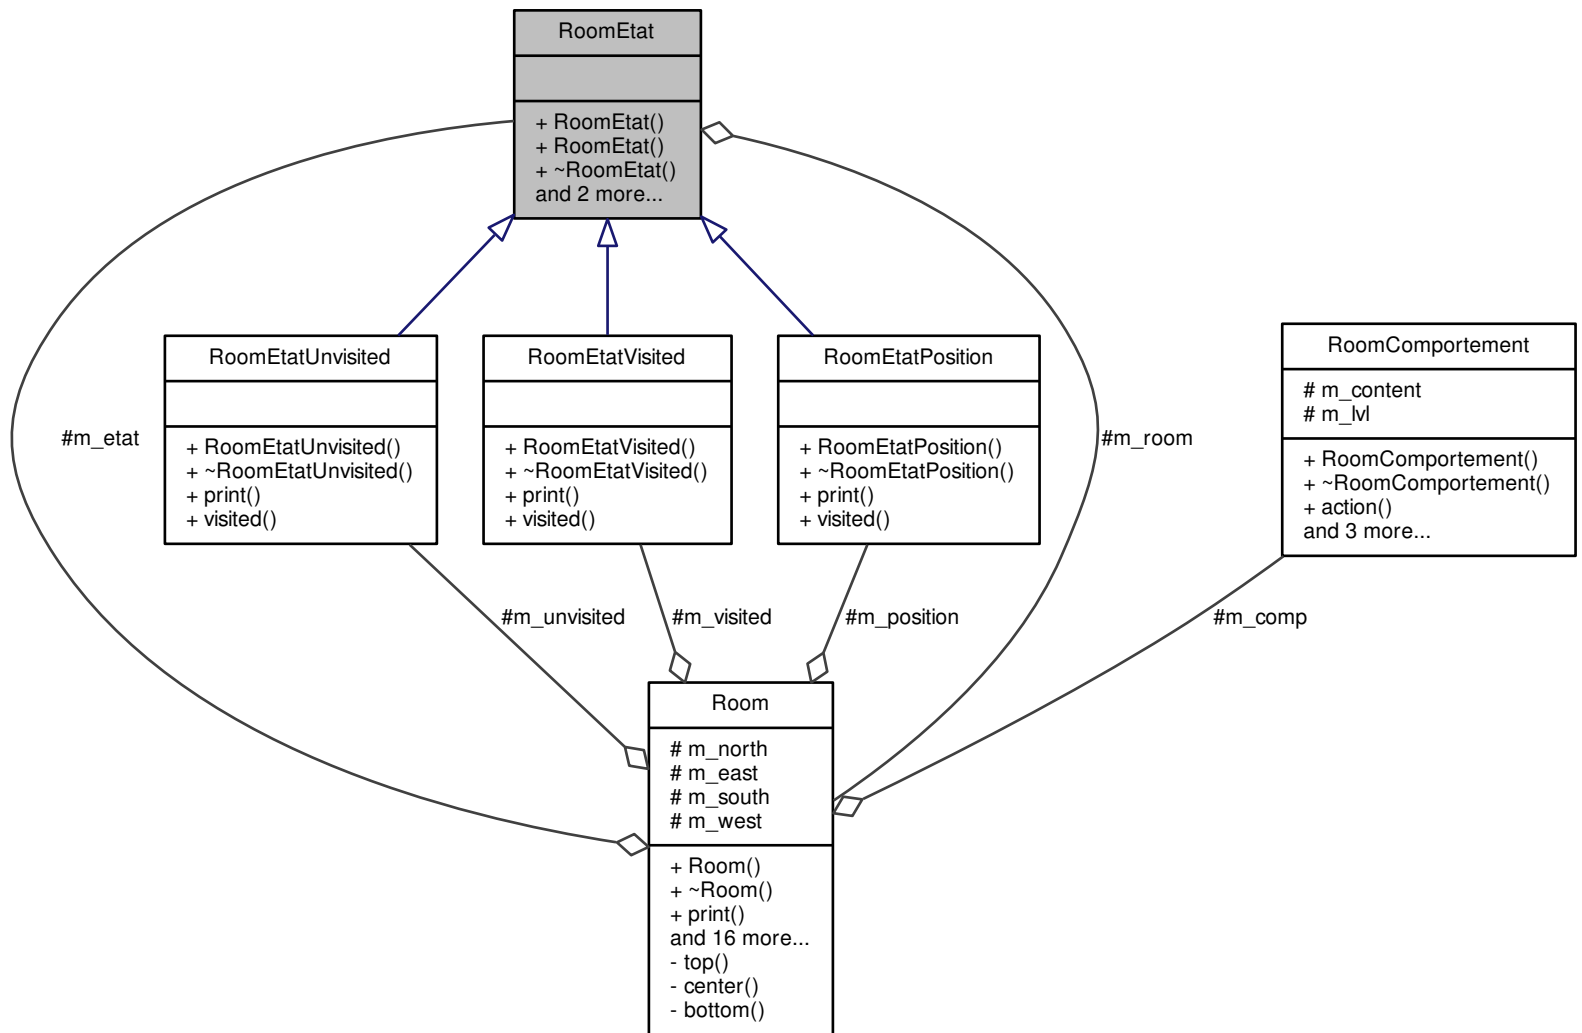 RoomEtat
+ RoomEtat()
+ RoomEtat()
+ ~RoomEtat()
and 2 more...
RoomEtatUnvisited
+ RoomEtatUnvisited()
+ ~RoomEtatUnvisited()
+ print()
+ visited()
RoomEtatVisited
+ RoomEtatVisited()
+ ~RoomEtatVisited()
+ print()
+ visited()
RoomEtatPosition
+ RoomEtatPosition()
+ ~RoomEtatPosition()
+ print()
+ visited()
RoomComportement
# m_content
# m_lvl
+ RoomComportement()
+ ~RoomComportement()
+ action()
and 3 more...
#m_etat
#m_room
#m_unvisited
#m_visited
#m_position
#m_comp
Room
# m_north
# m_east
# m_south
# m_west
+ Room()
+ ~Room()
+ print()
and 16 more...
- top()
- center()
- bottom()